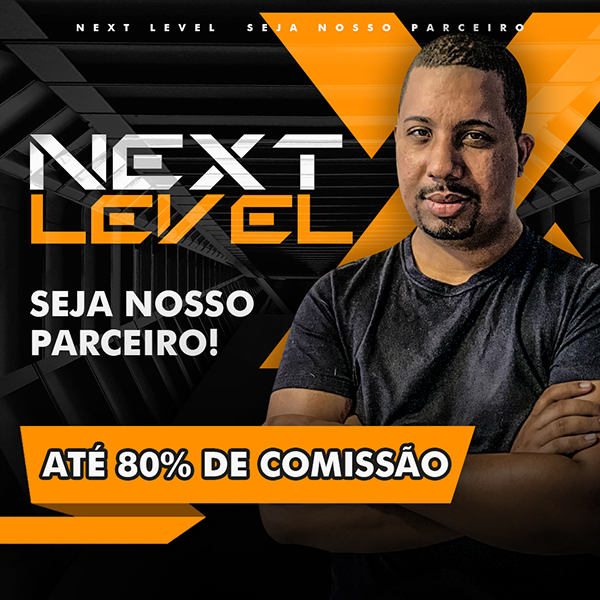 NEXT LEVEL SEJA NOSSO PARCEIRO
NEXT
LEVEL
SEJA NOSSO
PARCEIRO!
ATÉ 80% DE COMISSÃO